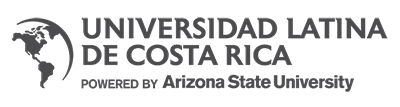 UNIVERSIDAD LATINA
DE COSTA RICA
POWERED BY Arizona State University